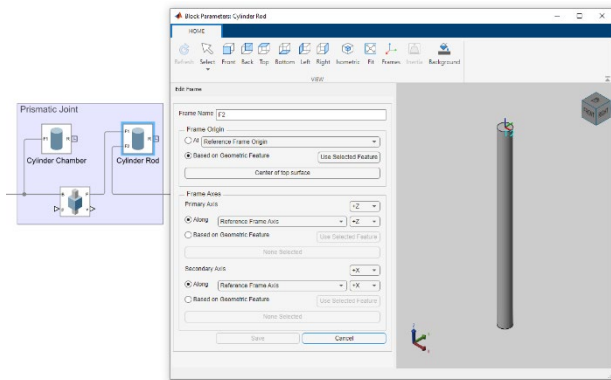 Block Parameters: Cylinder Rod
HOME
Refresh Select Front Back Top Bottom Left Right Isometric Fit Frames Inertia Background
VIEW
Edit Frame
Frame Name F2
Frame Origin
At Reference Frame Origin
Based on Geometric Feature Use Selected Feature
Center of top surface
Frame Axes
Primary Axis +Z
Along Reference Frame Axis +Z
Based on Geometric Feature Use Selected Feature
None Selected
Secondary Axis +X
Along Reference Frame Axis +X
Based on Geometric Feature Use Selected Feature
None Selected
Save Cancel
Prismatic Joint
Cylinder Chamber Cylinder Rod